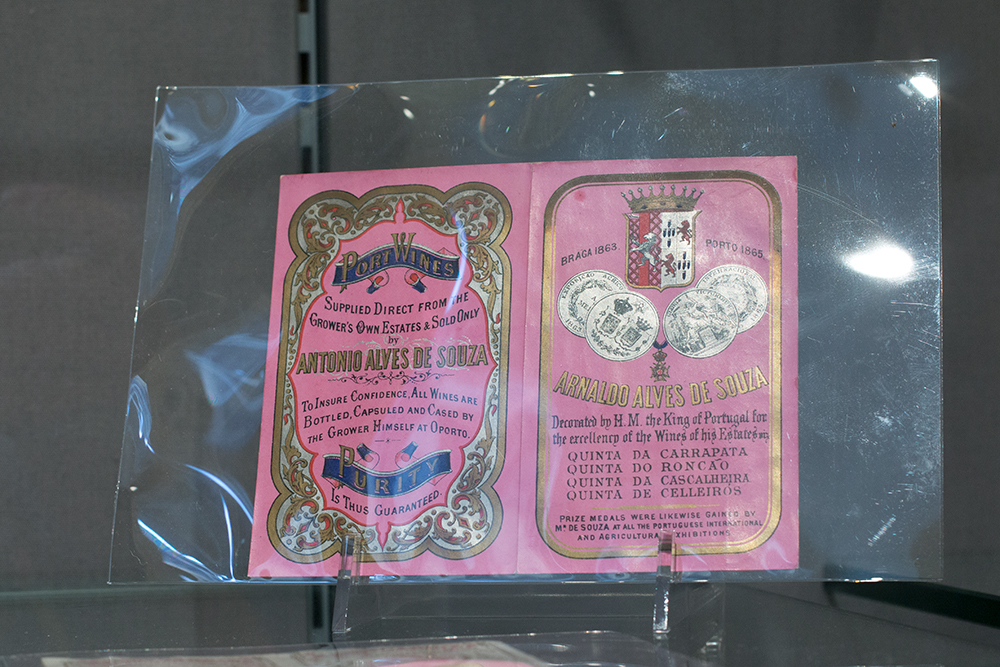 PORT WINES
SUPPLIED DIRECT FROM THE
GROWER'S OWN ESTATES & SOLD ONLY
by
ANTONIO ALVES DE SOUZA
TO INSURE CONFIDENCE, ALL WINES ARE
BOTTLED, CAPSULED AND CASED BY
THE GROWER HIMSELF AT OPORTO.
PURITY
IS THUS GUARANTEED.
BRAGA 1863. PORTO 1865.
ARNALDO ALVES DE SOUZA
Decorated by H. M. the King of Portugal for
the excellency of the Wines of his Estates
QUINTA DA CARRAPATA
QUINTA DO RONCÃO
QUINTA DA CASCALHEIRA
QUINTA DE CELLEIRÓS
PRIZE MEDALS WERE LIKEWISE GAINED BY
MR. DE SOUZA AT ALL THE PORTUGUESE INTERNATIONAL
AND AGRICULTURAL EXHIBITIONS